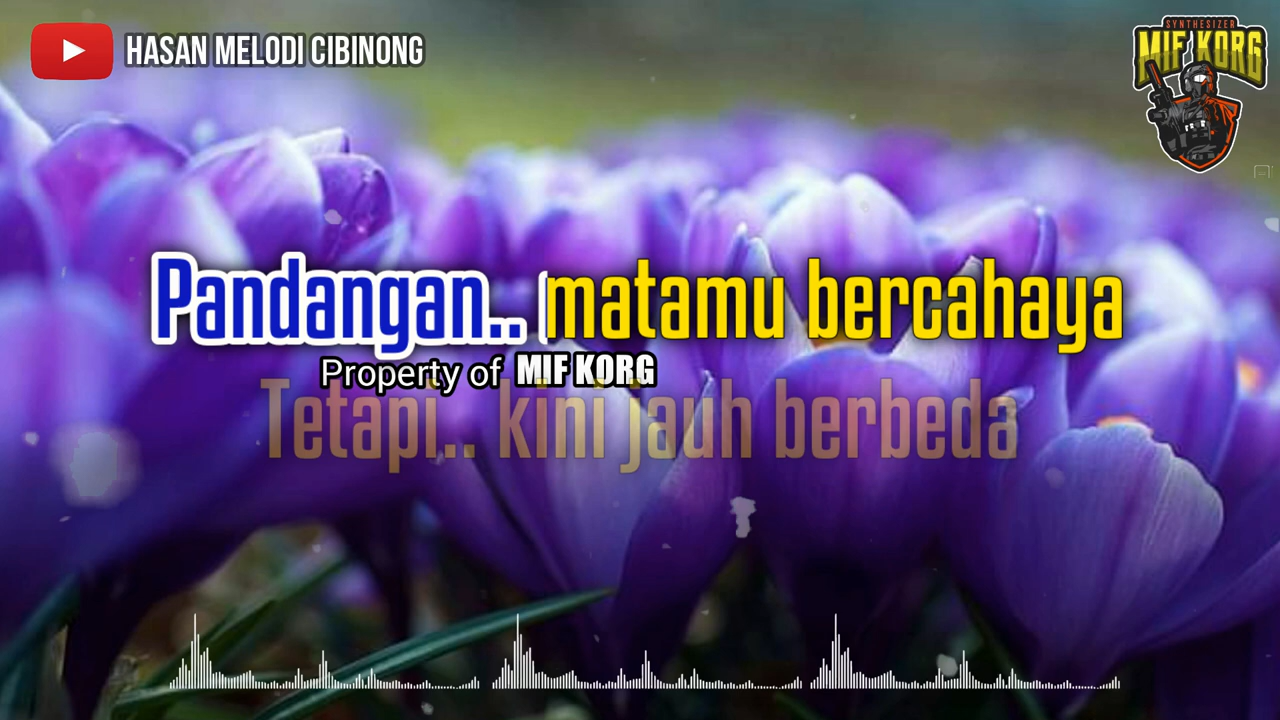 HASAN MELODI CIBINONG
SYNTHESIZER
MIF KORG
Pandangan.. matamu bercahaya
Property of MIF KORG
Tetapi.. kini jauh berbeda